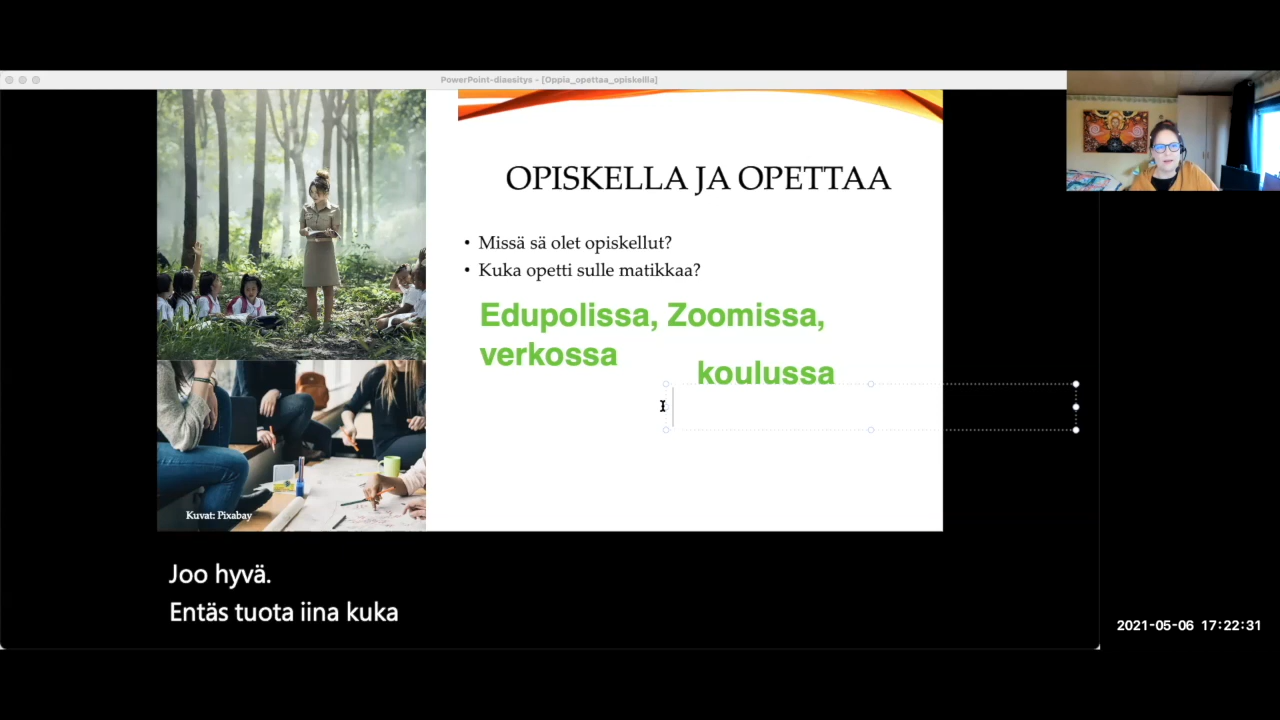 PowerPoint-diaesitys - [Oppia_opettaa_opiskella]
OPISKELLA JA OPETTAA
• Missä sä olet opiskellut?
• Kuka opetti sulle matikkaa?
Edupolissa, Zoomissa,
verkossa
koulussa
Kuvat: Pixabay
Joo hyvä.
Entäs tuota iina kuka
2021-05-06 17:22:31